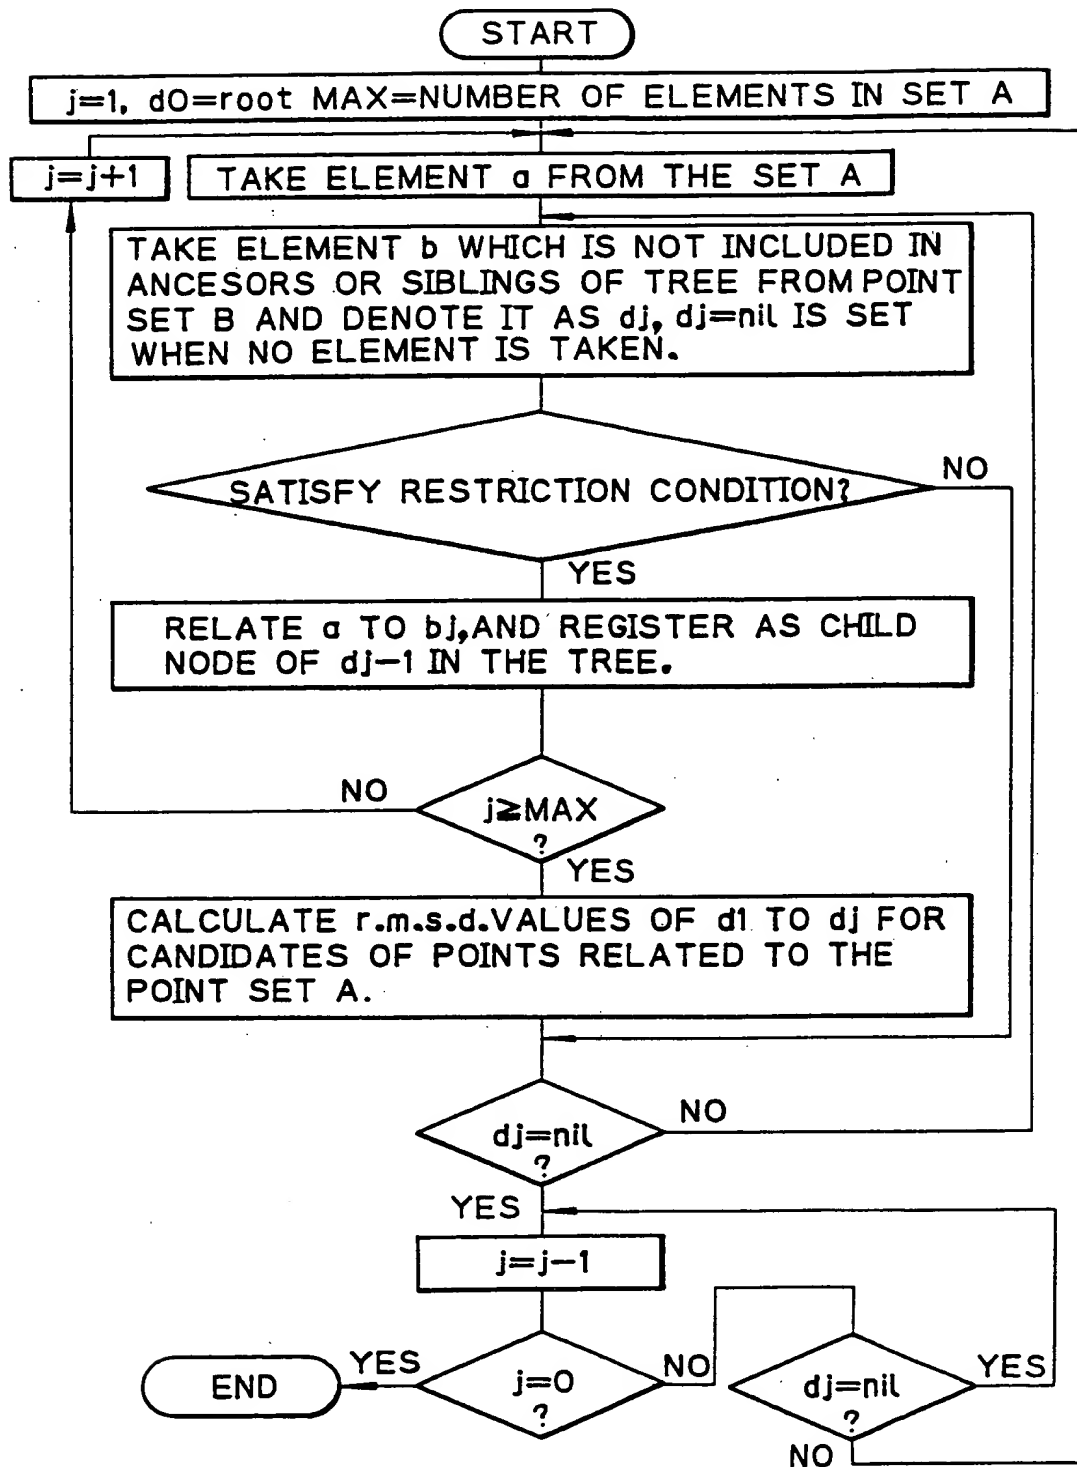 START
j=1, d0=root MAX=NUMBER OF ELEMENTS IN SET A
j=j+1
TAKE ELEMENT a FROM THE SET A
TAKE ELEMENT b WHICH IS NOT INCLUDED IN
ANCESORS OR SIBLINGS OF TREE FROM POINT
SET B AND DENOTE IT AS dj, dj=nil IS SET
WHEN NO ELEMENT IS TAKEN.
SATISFY RESTRICTION CONDITION?
NO
YES
RELATE a TO bj, AND REGISTER AS CHILD
NODE OF dj-1 IN THE TREE.
NO
j≧MAX
?
YES
CALCULATE r.m.s.d. VALUES OF d1 TO dj FOR
CANDIDATES OF POINTS RELATED TO THE
POINT SET A.
dj=nil
?
NO
YES
j=j-1
END
YES
j=0
?
NO
dj=nil
?
YES
NO